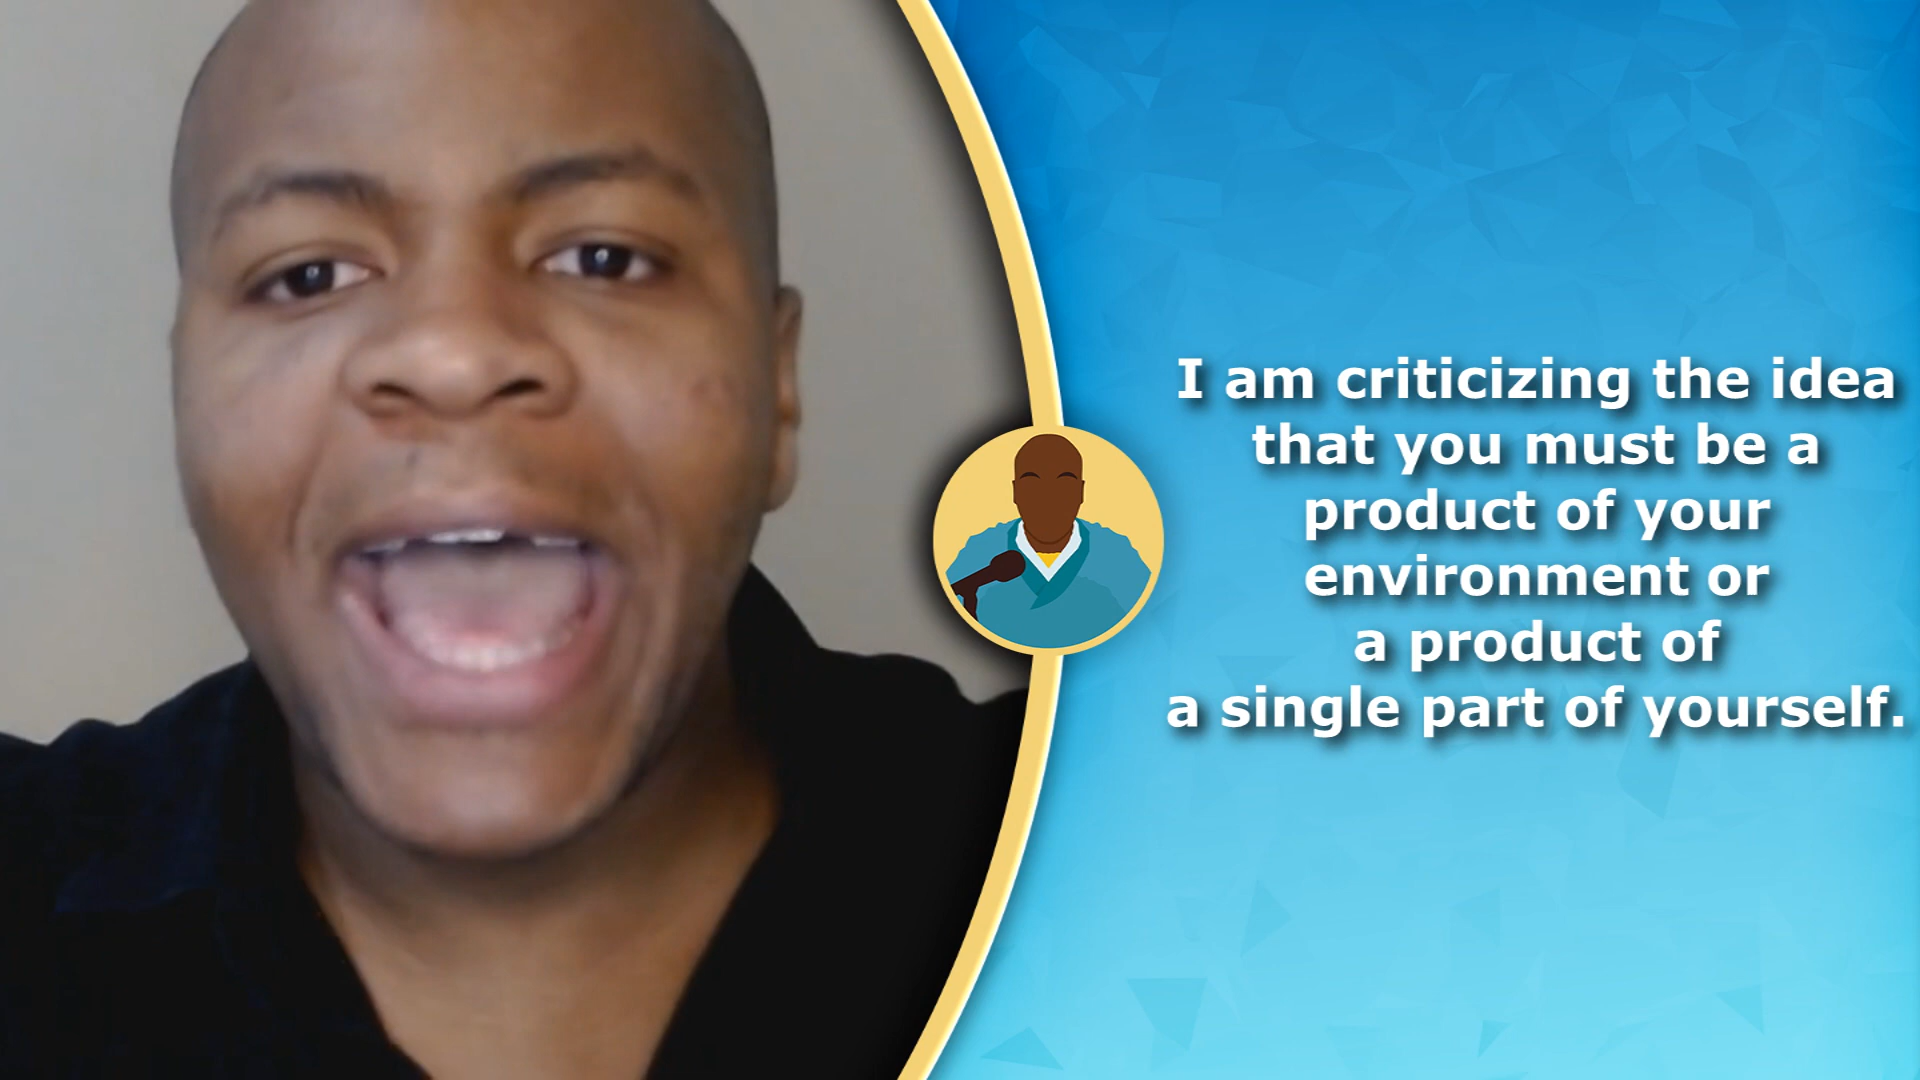 I am criticizing the idea
that you must be a
product of your
environment or
a product of
a single part of yourself.